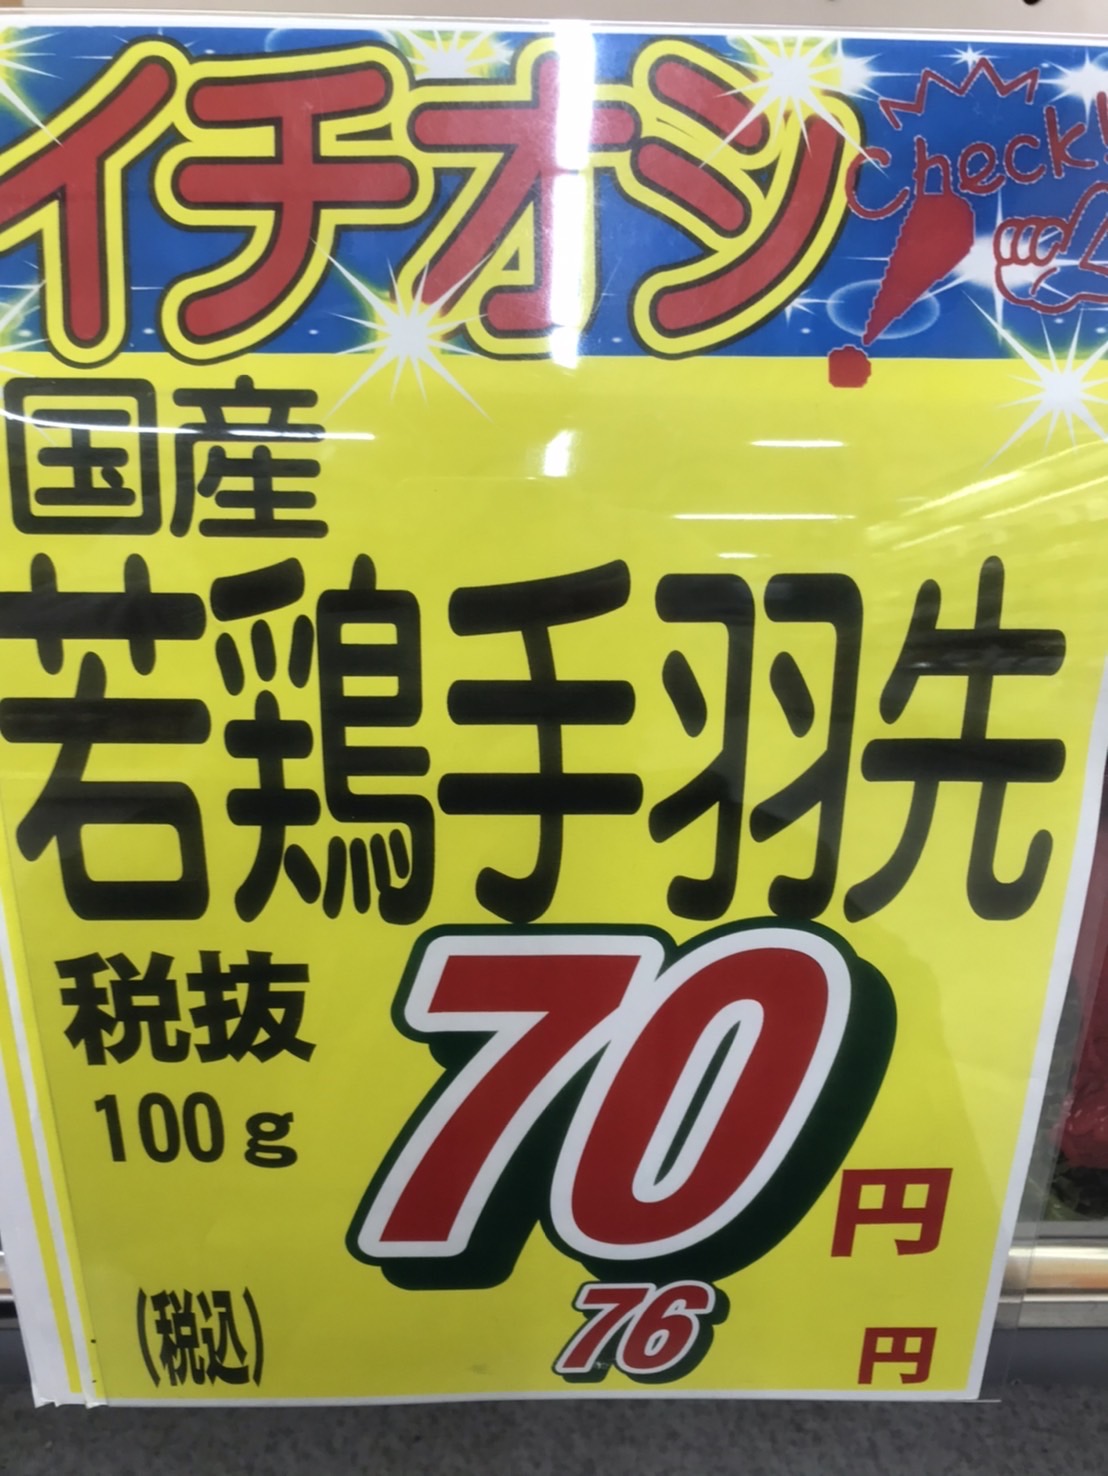 イチオシ
Check!
国産
若鶏手羽先
税抜
100g
70円
(税込)
76円